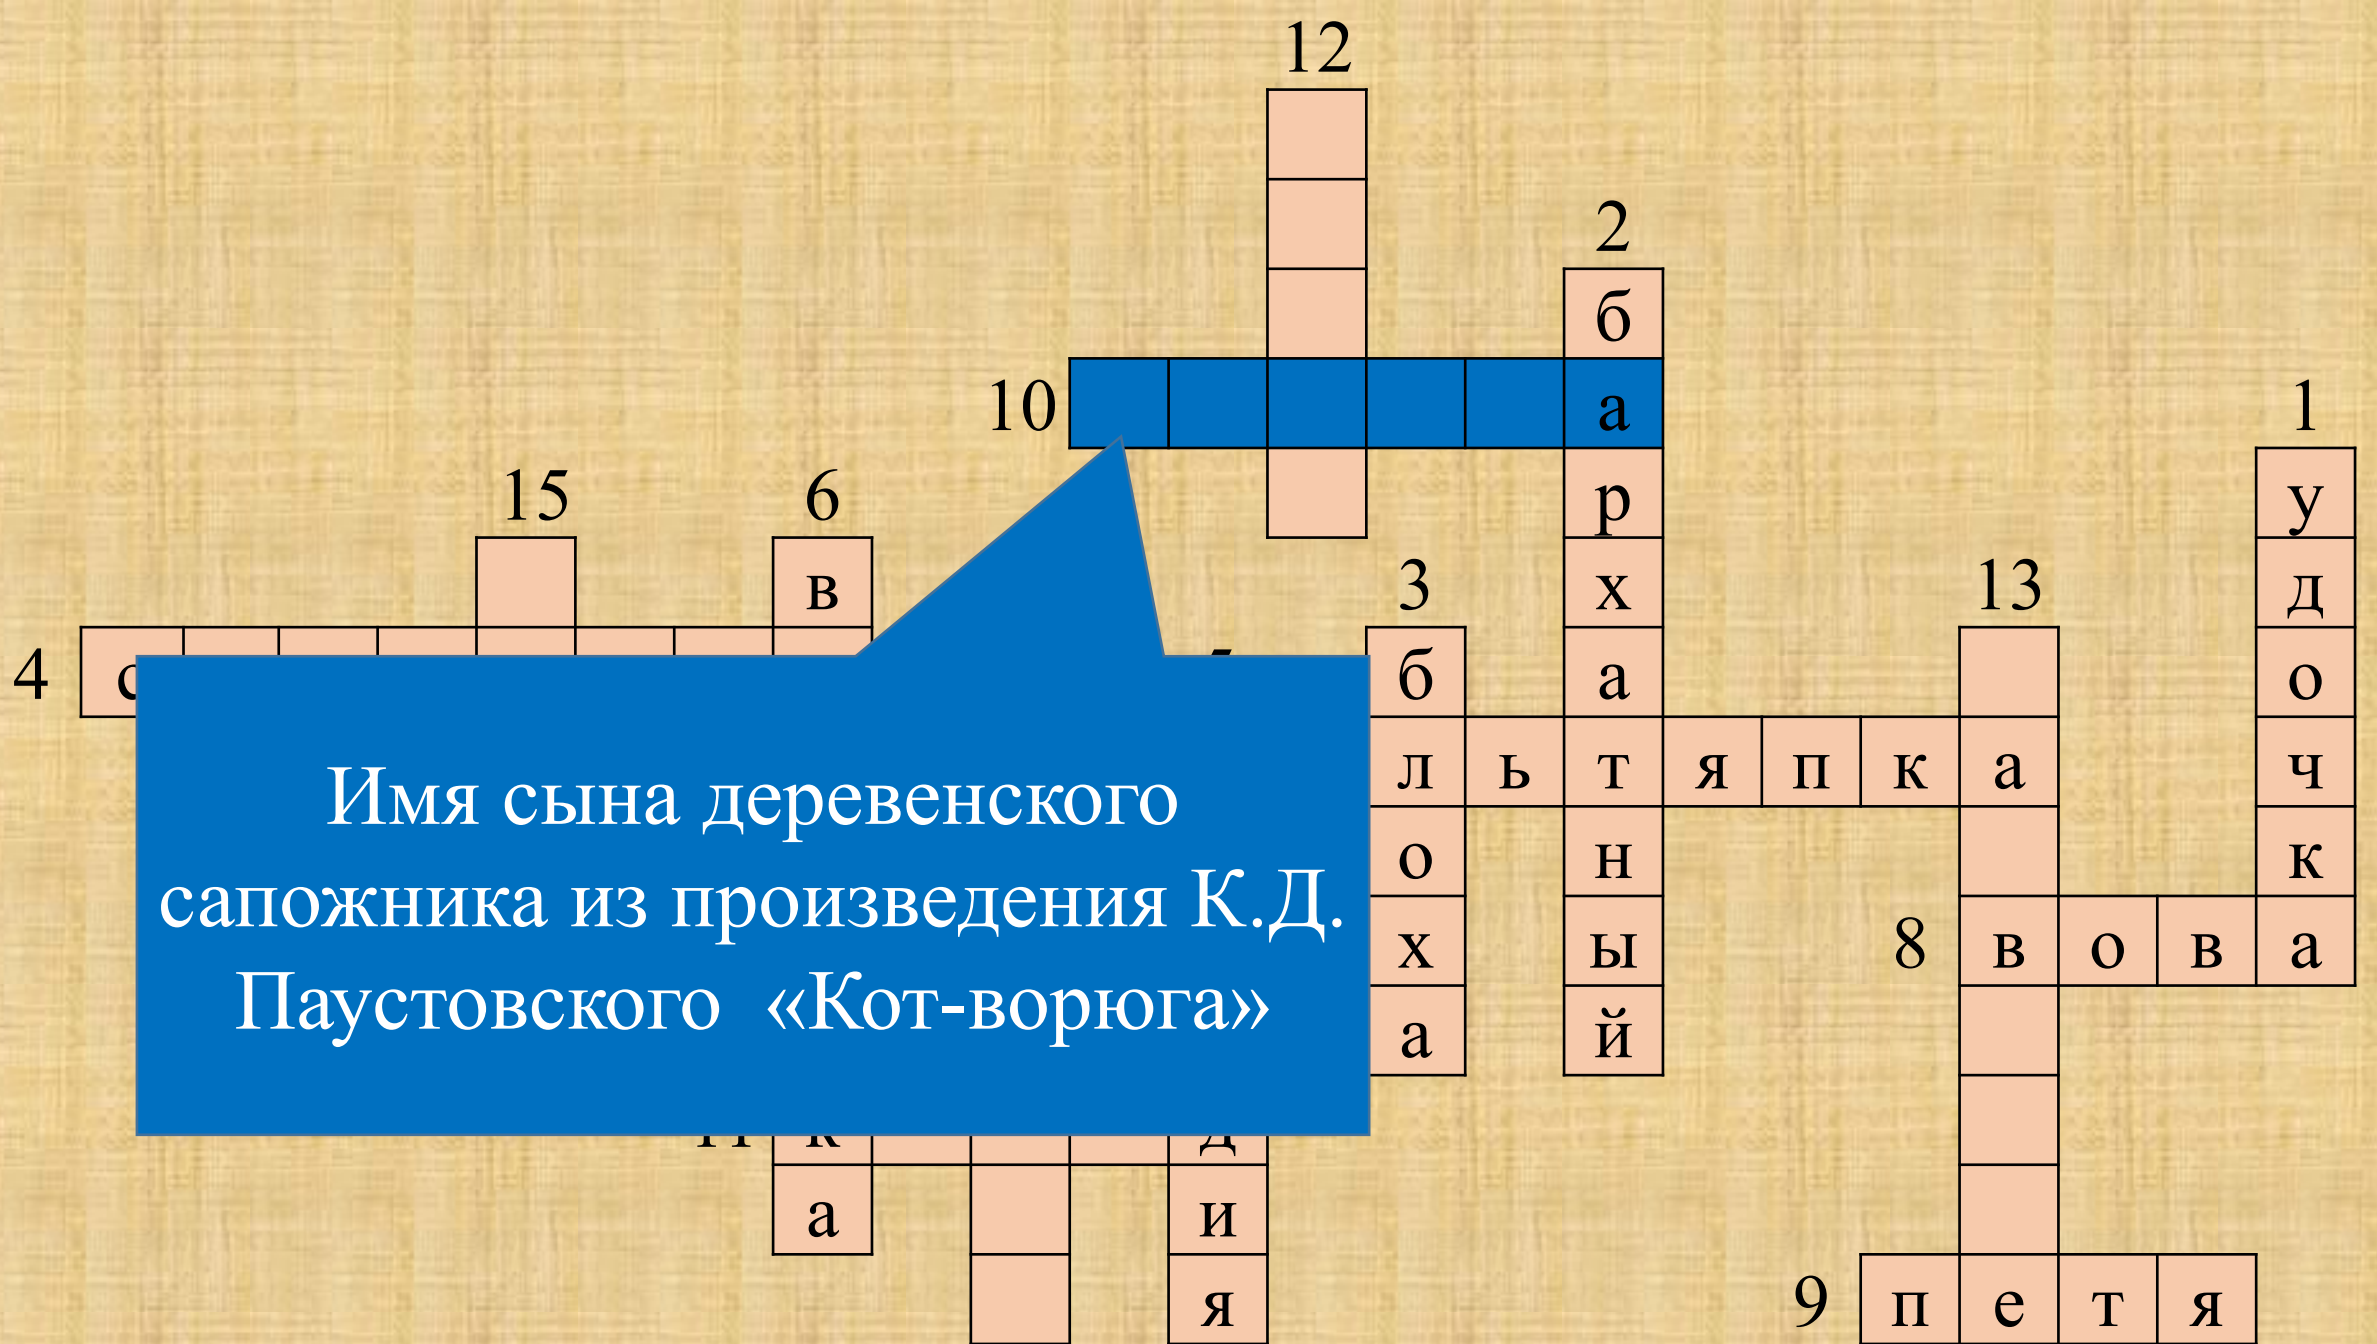 12
2
б
10 а
1
15 6 р у
в 3 х 13 д
4 с б а о
л ь т я п к а ч
о н к
х ы 8 в о в а
а й
Имя сына деревенского
сапожника из произведения К.Д.
Паустовского «Кот-ворюга»
к д
а и
я 9 п е т я